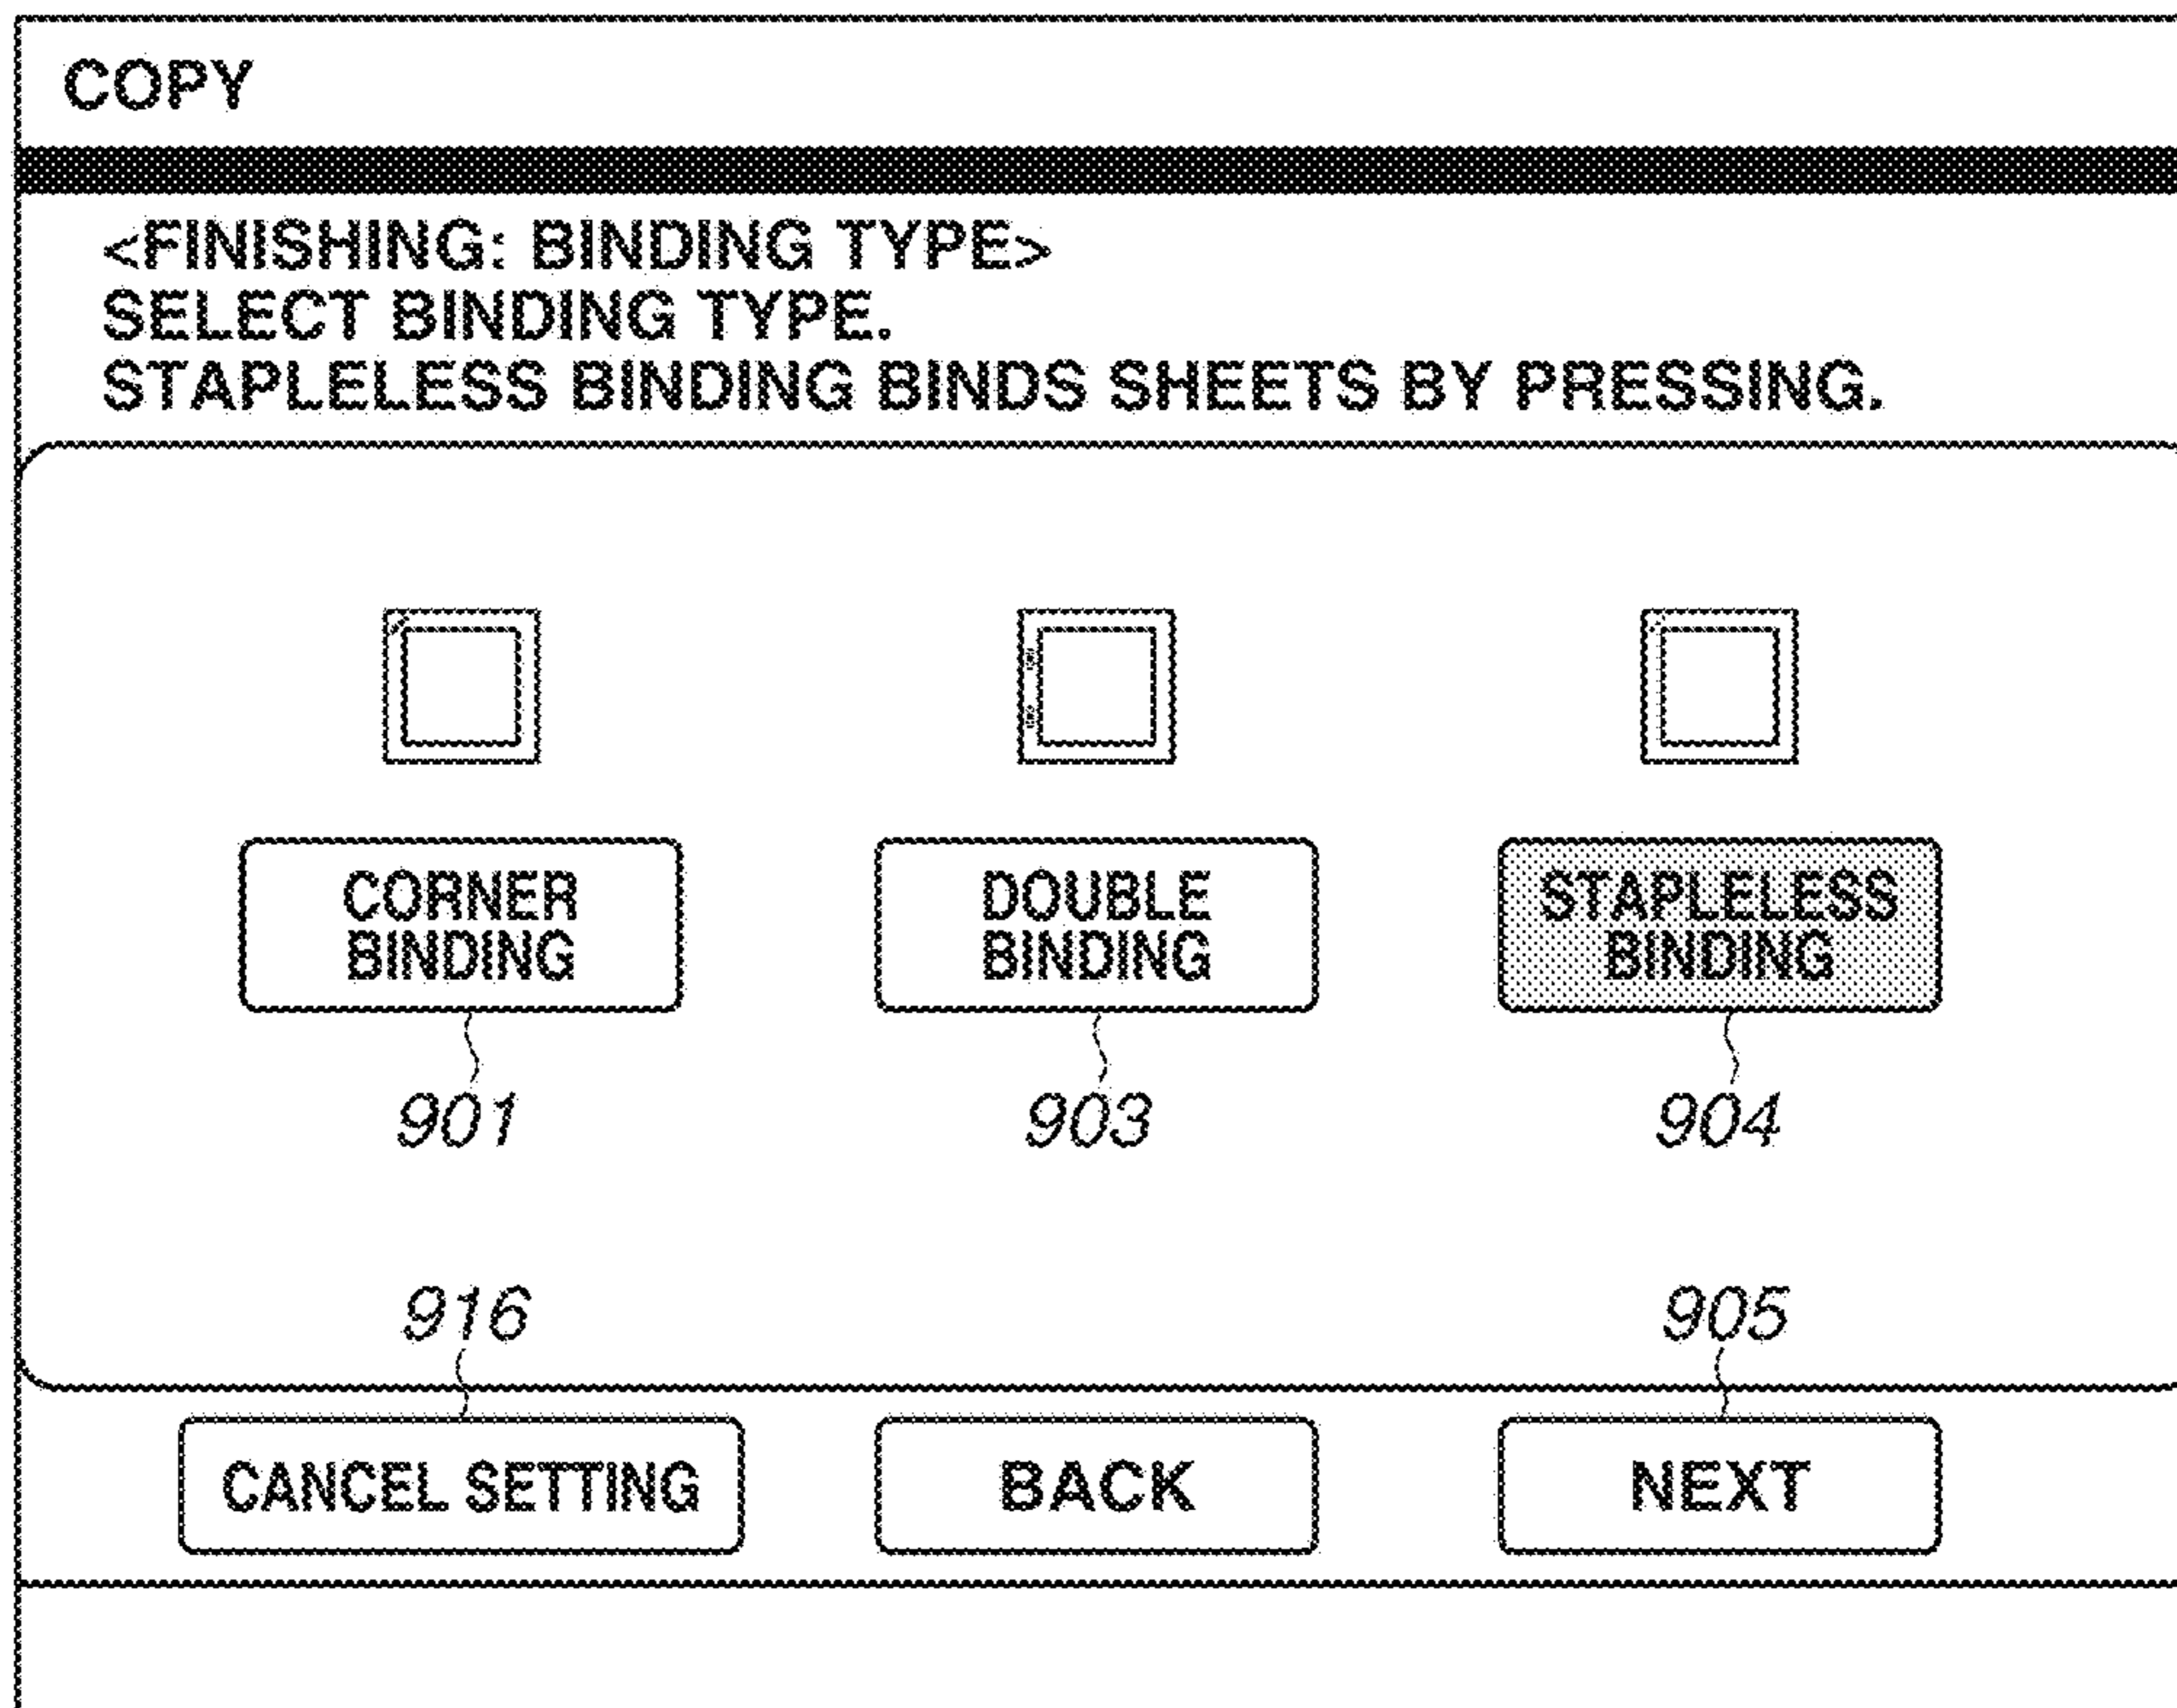 COPY
<FINISHING: BINDING TYPE>
SELECT BINDING TYPE.
STAPLELESS BINDING BINDS SHEETS BY PRESSING.
CORNER
BINDING
DOUBLE
BINDING
STAPLELESS
BINDING
901
903
904
916
905
CANCEL SETTING
BACK
NEXT